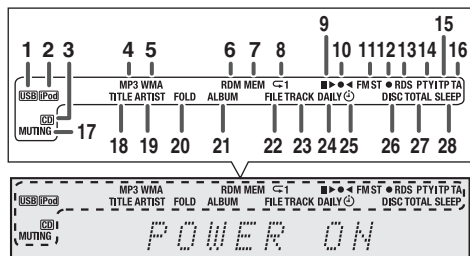 9 10 11 12 13 14 15 16
1 2 3 4 5 6 7 8
USB iPod MP3 WMA RDM MEM 1 ■►●◄ FM ST ● RDS PTYI TP TA
TITLE ARTIST FOLD ALBUM FILE TRACK DAILY DISC TOTAL SLEEP
CD
MUTING 17 18 19 20 21 22 23 24 25 26 27 28
MP3 WMA RDM MEM 1 ■►●◄ FM ST ● RDS PTYI TP TA
USB iPod TITLE ARTIST FOLD ALBUM FILE TRACK DAILY DISC TOTAL SLEEP
CD
MUTING
POWER ON